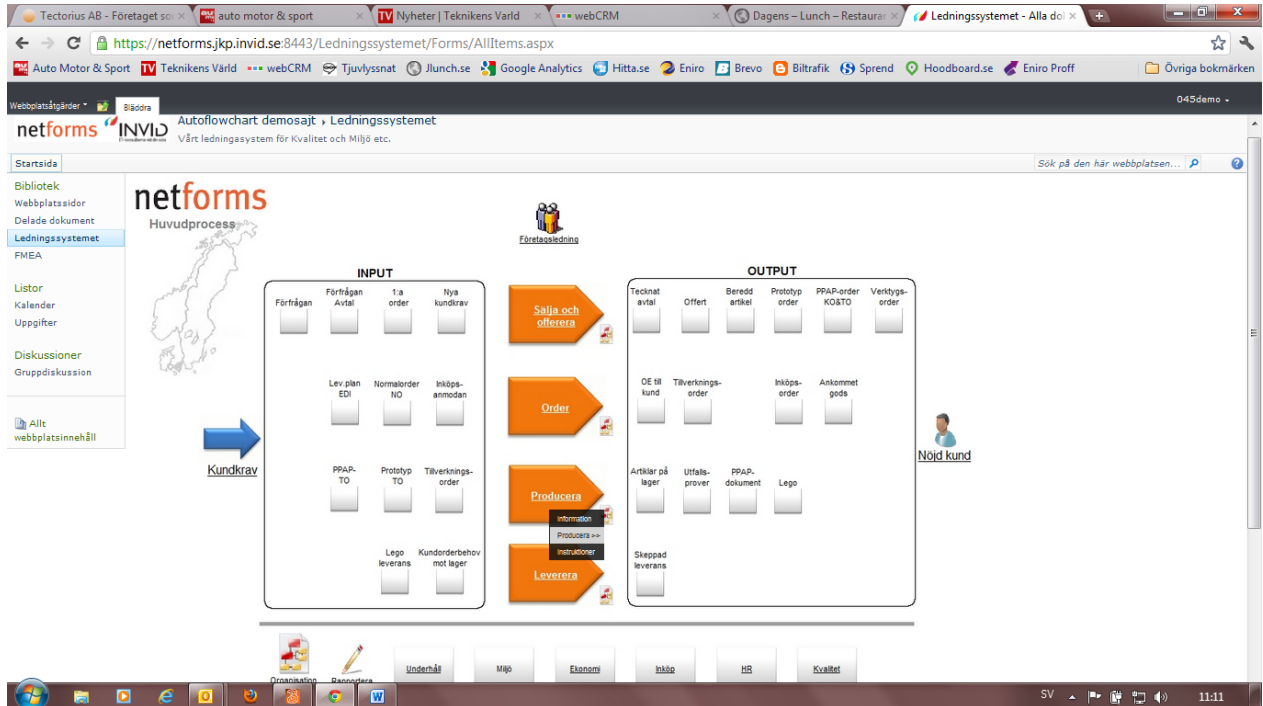 Tectorius AB - Företaget so
auto motor & sport
TV Nyheter | Teknikens Värld
webCRM
Dagens – Lunch – Restaurar
Ledningssystemet - Alla dol
https://netforms.jkp.invid.se:8443/Ledningssystemet/Forms/AllItems.aspx
Auto Motor & Sport
TV Teknikens Värld
webCRM
Tjuvlyssnat
Jlunch.se
Google Analytics
Hitta.se
Eniro
Brevo
Biltrafik
Sprend
Hoodboard.se
Eniro Proff
Övriga bokmärken
Webbplatsåtgärder
Bläddra
045demo
netforms
INVID
Autoflowchart demosajt
Ledningssystemet
Vårt ledningasystem för Kvalitet och Miljö etc.
Startsida
Sök på den här webbplatsen...
Bibliotek
Webbplatssidor
Delade dokument
Ledningssystemet
FMEA
Listor
Kalender
Uppgifter
Diskussioner
Gruppdiskussion
Allt
webbplatsinnehåll
netforms
Huvudprocess
Företagsledning
INPUT
Förfrågan
Förfrågan
Avtal
1:a
order
Nya
kundkrav
Lev.plan
EDI
Normalorder
NO
Inköps-
anmodan
PPAP-
TO
Prototyp
TO
Tillverknings-
order
Lego
leverans
Kundorderbehov
mot lager
Kundkrav
Sälja och
offerera
Order
Producera
Information
Producera >>
Instruktioner
Leverera
OUTPUT
Tecknat
avtal
Offert
Beredd
artikel
Prototyp
order
PPAP-order
KO&TO
Verktygs-
order
OE till
kund
Tillverknings-
order
Inköps-
order
Ankommet
gods
Artiklar på
lager
Utfalls-
prover
PPAP-
dokument
Lego
Skeppad
leverans
Nöjd kund
Organisation
Rapportera
Underhåll
Miljö
Ekonomi
Inköp
HR
Kvalitet
SV
11:11